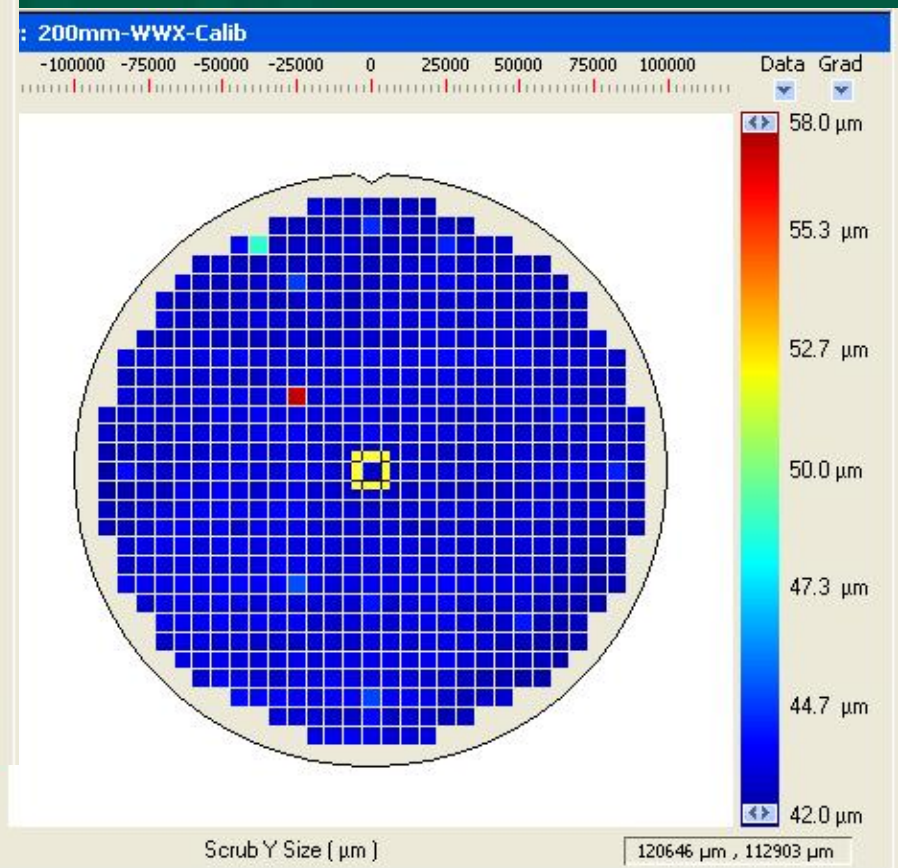 : 200mm-WWX-Calib
-100000 -75000 -50000 -25000 0 25000 50000 75000 100000 Data Grad
58.0 µm
55.3 µm
52.7 µm
50.0 µm
47.3 µm
44.7 µm
42.0 µm
Scrub Y Size ( µm )
120646 µm , 112903 µm